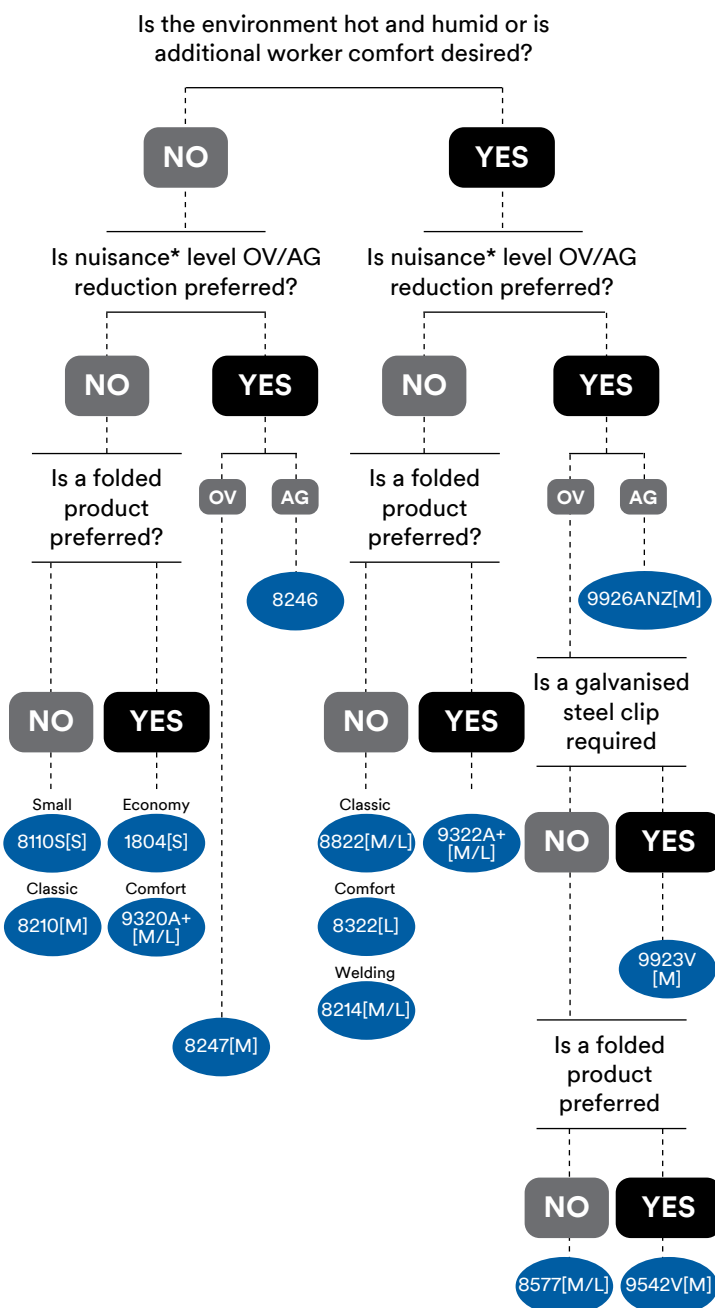 Is the environment hot and humid or is
additional worker comfort desired?
NO
YES
Is nuisance* level OV/AG
reduction preferred?
Is nuisance* level OV/AG
reduction preferred?
NO
YES
NO
YES
Is a folded
product
preferred?
OV
AG
Is a folded
product
preferred?
OV
AG
8246
9926ANZ[M]
NO
YES
NO
YES
Is a galvanised
steel clip
required
Small
8110S[S]
Classic
8210[M]
Economy
1804[S]
Comfort
9320A+
[M/L]
8247[M]
Classic
8822[M/L]
Comfort
8322[L]
Welding
8214[M/L]
9322A+
[M/L]
NO
YES
9923V
[M]
Is a folded
product
preferred
NO
YES
8577[M/L]
9542V[M]